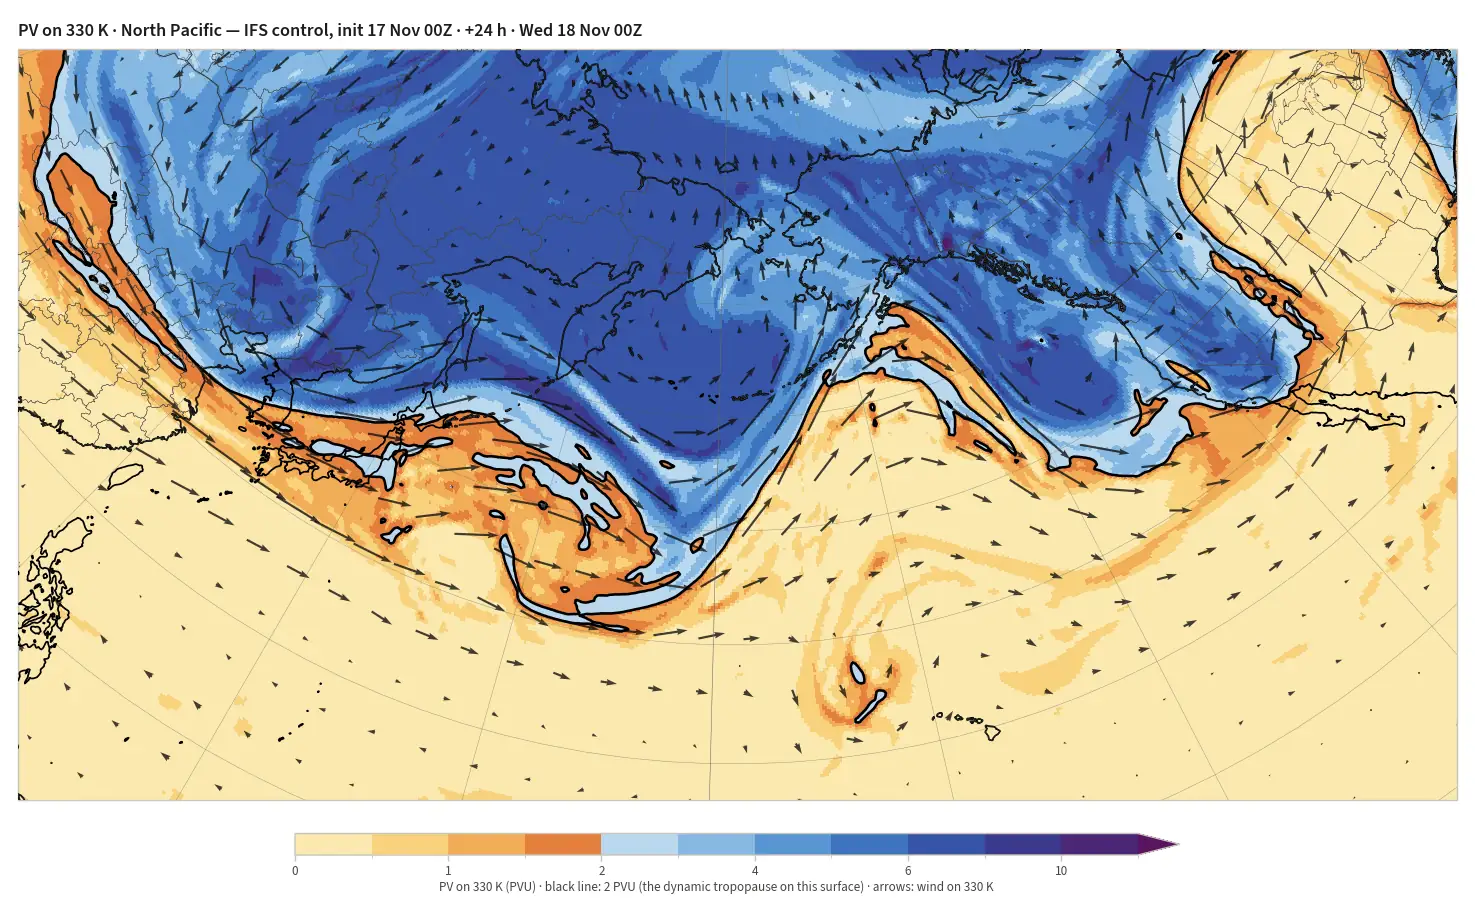 PV on 330 K · North Pacific — IFS control, init 17 Nov 00Z · +24 h · Wed 18 Nov 00Z
0 1 2 4 6 10
PV on 330 K (PVU) · black line: 2 PVU (the dynamic tropopause on this surface) · arrows: wind on 330 K